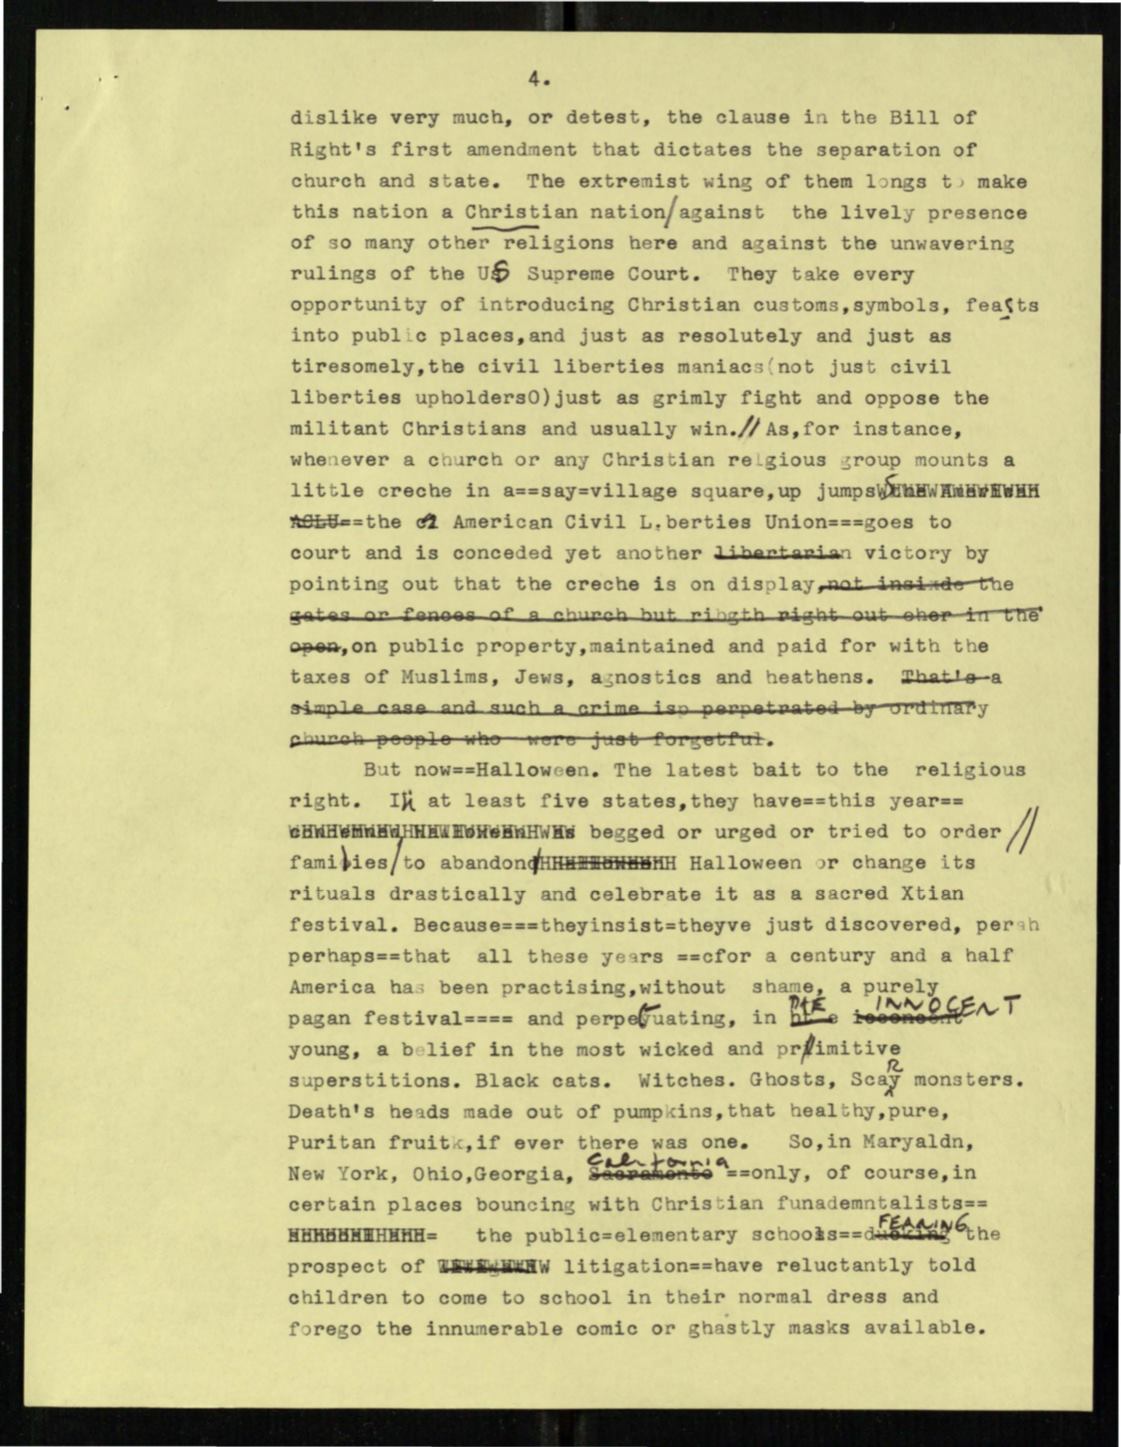 4.
dislike very much, or detest, the clause in the Bill of
Right's first amendment that dictates the separation of
church and state. The extremist wing of them longs to make
this nation a Christian nation/against the lively presence
of so many other religions here and against the unwavering
rulings of the US Supreme Court. They take every
opportunity of introducing Christian customs,symbols, feasts
into public places,and just as resolutely and just as
tiresomely,the civil liberties maniacs(not just civil
liberties upholders0)just as grimly fight and oppose the
militant Christians and usually win.// As,for instance,
whenever a church or any Christian relgious group mounts a
little creche in a==say=village square,up jumps
ACLU==the American Civil L.berties Union===goes to
court and is conceded yet another libertarian victory by
pointing out that the creche is on display,not insixde the
gates or fences of a church but ribgth right out oher in the
open,on public property,maintained and paid for with the
taxes of Muslims, Jews, agnostics and heathens. That's a
simple case and such a crime isp perpetrated by ordinary
church people who were just forgetful.
But now==Halloween. The latest bait to the religious
right. In at least five states,they have==this year==
begged or urged or tried to order //
families/to abandon Halloween or change its
rituals drastically and celebrate it as a sacred Xtian
festival. Because===theyinsist=theyve just discovered, perah
perhaps==that all these years ==cfor a century and a half
America has been practising,without shame, a purely
pagan festival==== and perpetuating, in THE INNOCENT
young, a belief in the most wicked and primitive
superstitions. Black cats. Witches. Ghosts, Scary monsters.
Death's heads made out of pumpkins,that healthy,pure,
Puritan fruitk,if ever there was one. So,in Maryaldn,
New York, Ohio,Georgia, Sacramento California ==only, of course,in
certain places bouncing with Christian funademntalists==
= the public=elementary schools==ducking FEARING the
prospect of litigation==have reluctantly told
children to come to school in their normal dress and
forego the innumerable comic or ghastly masks available.